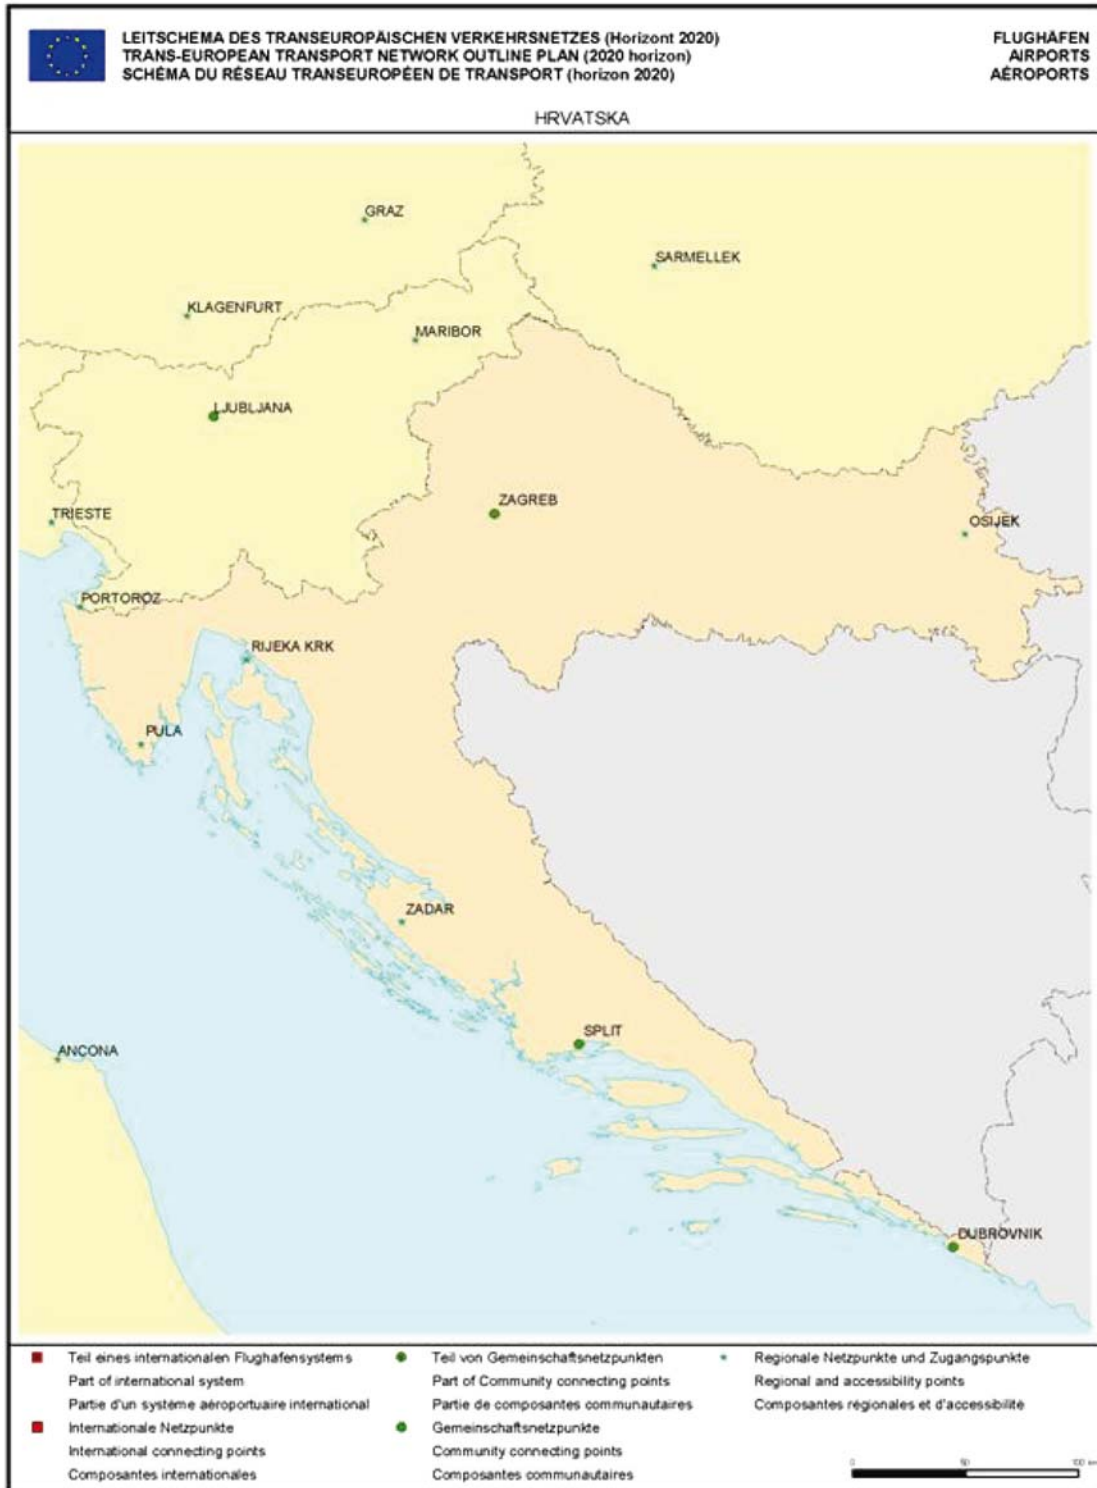 LEITSCHEMA DES TRANSEUROPÄISCHEN VERKEHRSNETZES (Horizont 2020)
TRANS-EUROPEAN TRANSPORT NETWORK OUTLINE PLAN (2020 horizon)
SCHÉMA DU RÉSEAU TRANSEUROPÉEN DE TRANSPORT (horizon 2020)
FLUGHÄFEN
AIRPORTS
AÉROPORTS
HRVATSKA
GRAZ
SARMELLEK
KLAGENFURT
MARIBOR
LJUBLJANA
ZAGREB
TRIESTE
OSIJEK
PORTOROZ
RIJEKA KRK
PULA
ZADAR
SPLIT
ANCONA
DUBROVNIK
Teil eines internationalen Flughafensystems
Part of international system
Partie d'un système aéroportuaire international
Internationale Netzpunkte
International connecting points
Composantes internationales
Teil von Gemeinschaftsnetzpunkten
Part of Community connecting points
Partie de composantes communautaires
Gemeinschaftsnetzpunkte
Community connecting points
Composantes communautaires
Regionale Netzpunkte und Zugangspunkte
Regional and accessibility points
Composantes régionales et d'accessibilité
0 50 100 km